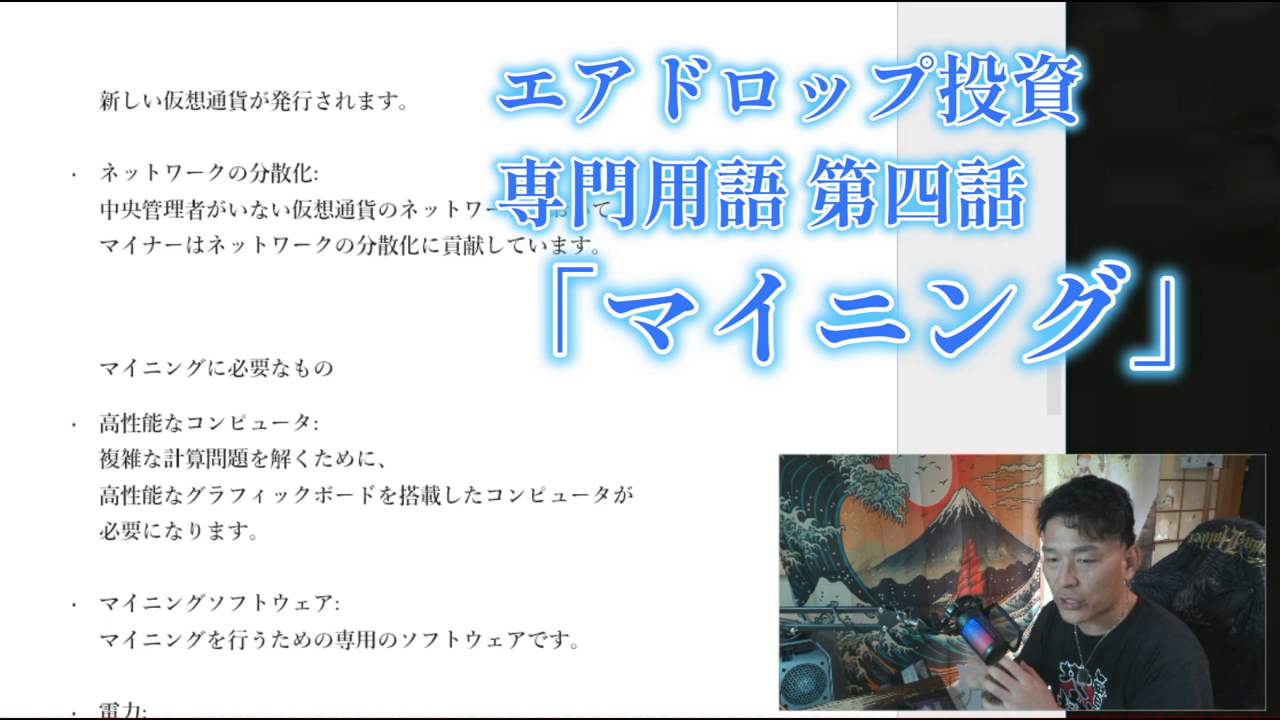 エアドロップ投資
専門用語 第四話
「マイニング」
新しい仮想通貨が発行されます。
・ ネットワークの分散化:
中央管理者がいない仮想通貨のネットワー
マイナーはネットワークの分散化に貢献しています。
マイニングに必要なもの
・ 高性能なコンピュータ:
複雑な計算問題を解くために、
高性能なグラフィックボードを搭載したコンピュータが
必要になります。
・ マイニングソフトウェア:
マイニングを行うための専用のソフトウェアです。
・ 電力: